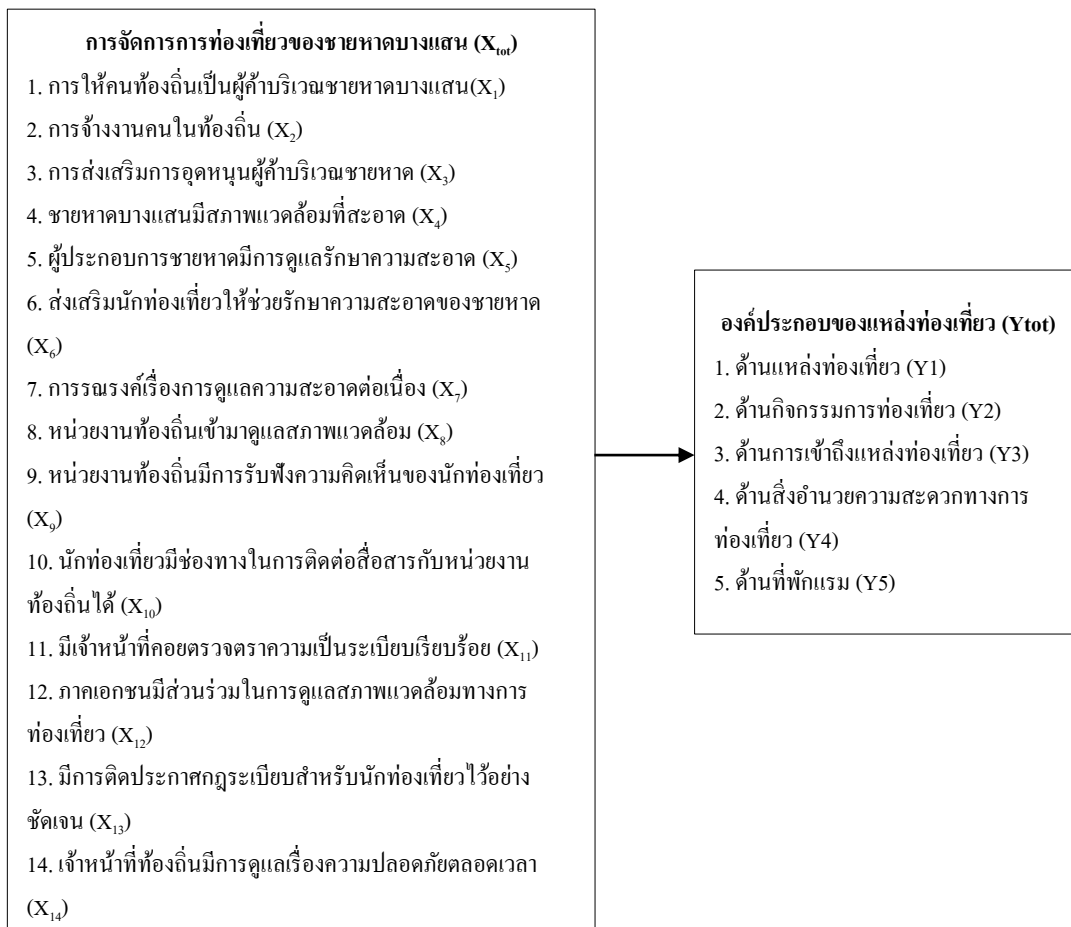 การจัดการการท่องเที่ยวของชายหาดบางแสน (Xtot)
1. การให้คนท้องถิ่นเป็นผู้ค้าบริเวณชายหาดบางแสน(X1)
2. การจ้างงานคนในท้องถิ่น (X2)
3. การส่งเสริมการอุดหนุนผู้ค้าบริเวณชายหาด (X3)
4. ชายหาดบางแสนมีสภาพแวดล้อมที่สะอาด (X4)
5. ผู้ประกอบการชายหาดมีการดูแลรักษาความสะอาด (X5)
6. ส่งเสริมนักท่องเที่ยวให้ช่วยรักษาความสะอาดของชายหาด
(X6)
7. การรณรงค์เรื่องการดูแลความสะอาดต่อเนื่อง (X7)
8. หน่วยงานท้องถิ่นเข้ามาดูแลสภาพแวดล้อม (X8)
9. หน่วยงานท้องถิ่นมีการรับฟังความคิดเห็นของนักท่องเที่ยว
(X9)
10. นักท่องเที่ยวมีช่องทางในการติดต่อสื่อสารกับหน่วยงาน
ท้องถิ่นได้ (X10)
11. มีเจ้าหน้าที่คอยตรวจตราความเป็นระเบียบเรียบร้อย (X11)
12. ภาคเอกชนมีส่วนร่วมในการดูแลสภาพแวดล้อมทางการ
ท่องเที่ยว (X12)
13. มีการติดประกาศกฎระเบียบสำหรับนักท่องเที่ยวไว้อย่าง
ชัดเจน (X13)
14. เจ้าหน้าที่ท้องถิ่นมีการดูแลเรื่องความปลอดภัยตลอดเวลา
(X14)
องค์ประกอบของแหล่งท่องเที่ยว (Ytot)
1. ด้านแหล่งท่องเที่ยว (Y1)
2. ด้านกิจกรรมการท่องเที่ยว (Y2)
3. ด้านการเข้าถึงแหล่งท่องเที่ยว (Y3)
4. ด้านสิ่งอำนวยความสะดวกทางการ
ท่องเที่ยว (Y4)
5. ด้านที่พักแรม (Y5)